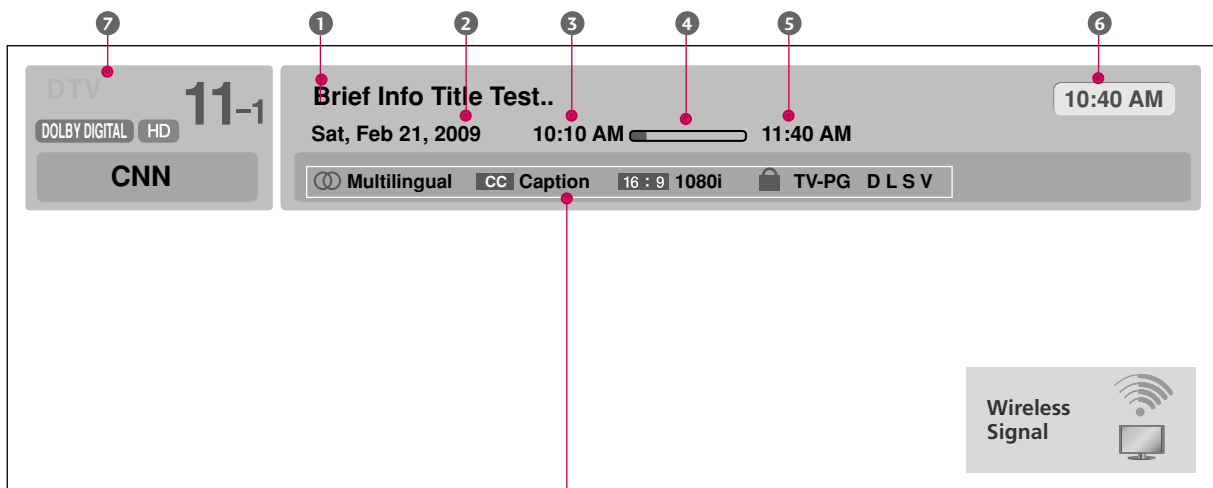 7 1 2 3 4 5 6
DTV 11-1
DOLBY DIGITAL HD
CNN
Brief Info Title Test..
10:40 AM
Sat, Feb 21, 2009 10:10 AM 11:40 AM
Multilingual CC Caption 16 : 9 1080i TV-PG D L S V
Wireless
Signal